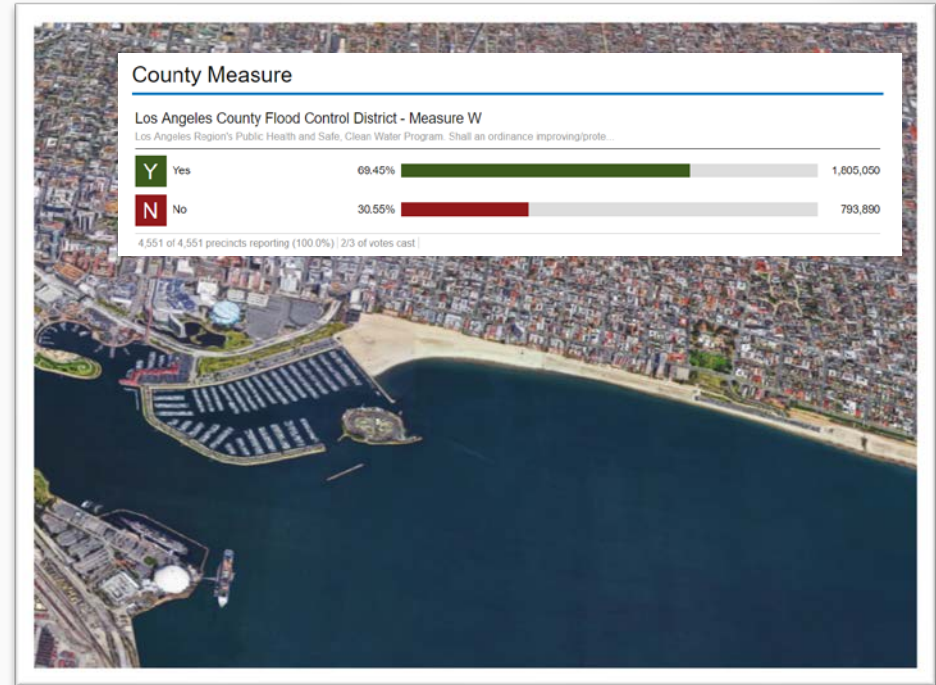 County Measure
Los Angeles County Flood Control District - Measure W
Los Angeles Region's Public Health and Safe, Clean Water Program. Shall an ordinance improving/prote...
Y Yes 69.45% 1,805,050
N No 30.55% 793,890
4,551 of 4,551 precincts reporting (100.0%) | 2/3 of votes cast |